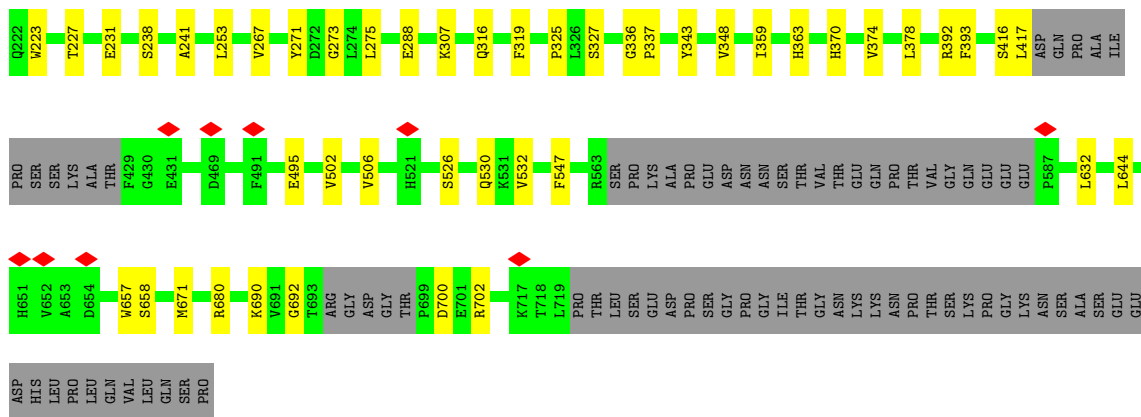 Q222 W223 T227 E231 S238 A241 L253 V267 Y271 D272 G273 L274 L275 E288 K307 Q316 F319 P325 L326 S327 G336 P337 Y343 V348 I359 H363 H370 V374 L378 R392 F393 S416 L417 ASP GLN PRO ALA ILE
PRO SER SER LYS ALA THR F429 G430 E431 D469 F491 E495 V502 V506 H521 S526 Q530 K531 V532 F547 R563 SER PRO LYS ALA PRO GLU ASP ASN ASN SER THR VAL THR GLU GLN PRO THR VAL GLY GLN GLU GLU GLU P587 L632 L644
H651 V652 A653 D654 W657 S658 M671 R680 K690 V691 G692 T693 ARG GLY ASP GLY THR P699 D700 E701 R702 K717 T718 L719 PRO THR LEU SER GLU ASP PRO SER GLY PRO GLY ILE THR GLY ASN LYS LYS ASN PRO THR SER LYS PRO GLY LYS ASN SER ALA SER GLU GLU
ASP HIS LEU PRO LEU GLN VAL LEU GLN SER PRO